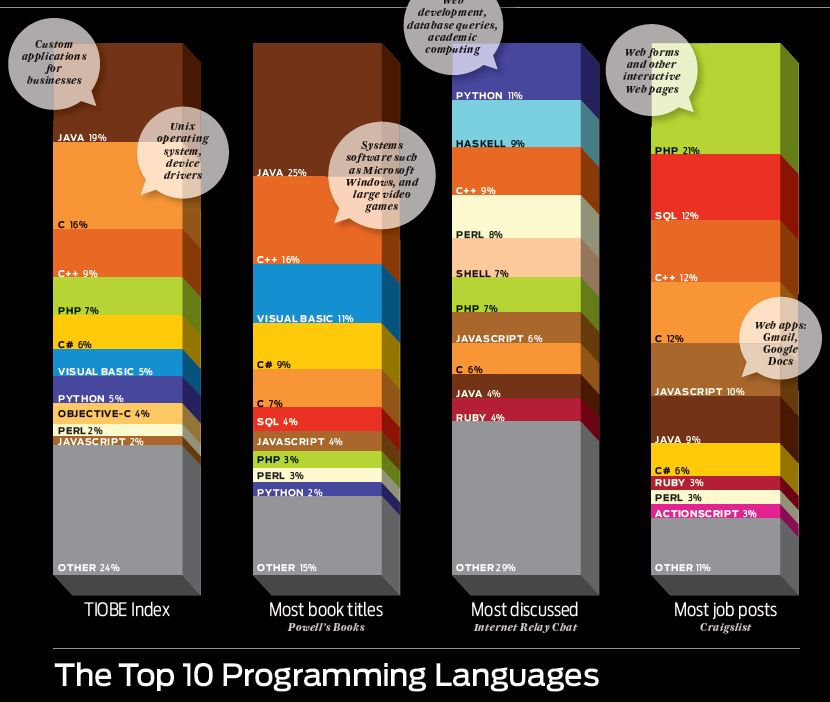 Custom
applications
for
businesses
JAVA 19%
Unix
operating
system,
device
drivers
C 16%
C++ 9%
PHP 7%
C# 6%
VISUAL BASIC 5%
PYTHON 5%
OBJECTIVE-C 4%
PERL 2%
JAVASCRIPT 2%
OTHER 24%
TIOBE Index
JAVA 25%
Systems
software such
as Microsoft
Windows, and
large video
games
C++ 16%
VISUAL BASIC 11%
C# 9%
C 7%
SQL 4%
JAVASCRIPT 4%
PHP 3%
PERL 3%
PYTHON 2%
OTHER 15%
Most book titles
Powell's Books
Web
development,
database queries,
academic
computing
PYTHON 11%
HASKELL 9%
C++ 9%
PERL 8%
SHELL 7%
PHP 7%
JAVASCRIPT 6%
C 6%
JAVA 4%
RUBY 4%
OTHER 29%
Most discussed
Internet Relay Chat
Web forms
and other
interactive
Web pages
PHP 21%
SQL 12%
C++ 12%
C 12%
Web apps:
Gmail,
Google
Docs
JAVASCRIPT 10%
JAVA 9%
C# 6%
RUBY 3%
PERL 3%
ACTIONSCRIPT 3%
OTHER 11%
Most job posts
Craigslist
The Top 10 Programming Languages